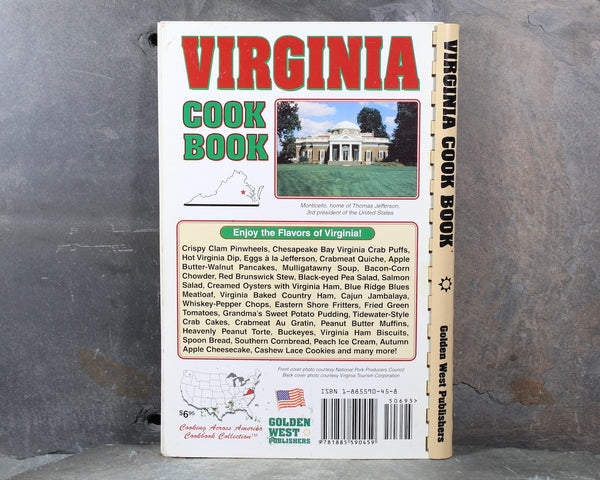 VIRGINIA
COOK
BOOK
Monticello, home of Thomas Jefferson,
3rd president of the United States
Enjoy the Flavors of Virginia!
Crispy Clam Pinwheels, Chesapeake Bay Virginia Crab Puffs,
Hot Virginia Dip, Eggs à la Jefferson, Crabmeat Quiche, Apple
Butter-Walnut Pancakes, Mulligatawny Soup, Bacon-Corn
Chowder, Red Brunswick Stew, Black-eyed Pea Salad, Salmon
Salad, Creamed Oysters with Virginia Ham, Blue Ridge Blues
Meatloaf, Virginia Baked Country Ham, Cajun Jambalaya,
Whiskey-Pepper Chops, Eastern Shore Fritters, Fried Green
Tomatoes, Grandma's Sweet Potato Pudding, Tidewater-Style
Crab Cakes, Crabmeat Au Gratin, Peanut Butter Muffins,
Heavenly Peanut Torte, Buckeyes, Virginia Ham Biscuits,
Spoon Bread, Southern Cornbread, Peach Ice Cream, Autumn
Apple Cheesecake, Cashew Lace Cookies and many more!
Front cover photo courtesy National Pork Producers Council
Back cover photo courtesy Virginia Tourism Corporation
$6.95
Cooking Across America
Cookbook Collection™
GOLDEN
WEST
PUBLISHERS
ISBN 1-885590-45-8
50695>
9781885590459
VIRGINIA COOK BOOK
Golden West Publishers